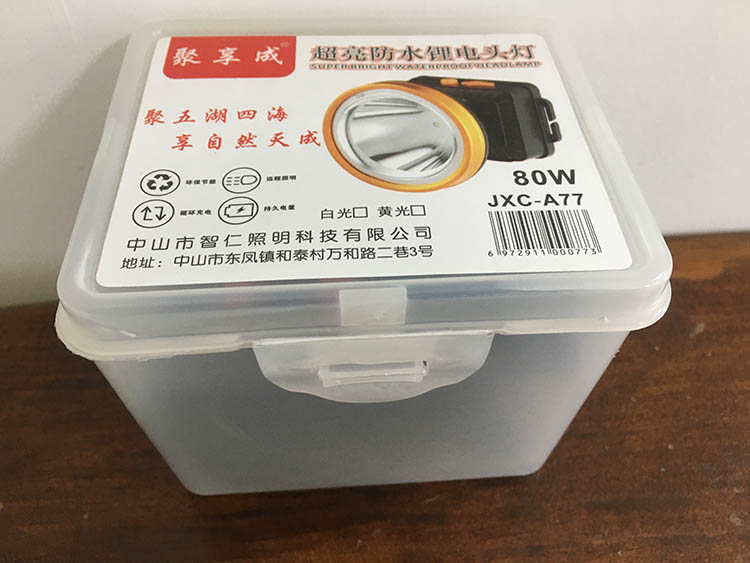 聚享成®
超亮防水锂电头灯
SUPER BRIGHT WATERPROOF HEADLAMP
聚五湖四海
享自然天成
环保节能
远程照明
循环充电
持久电量
80W
JXC-A77
白光□ 黄光□
中山市智仁照明科技有限公司
地址：中山市东凤镇和泰村万和路二巷3号
6 972911 000773